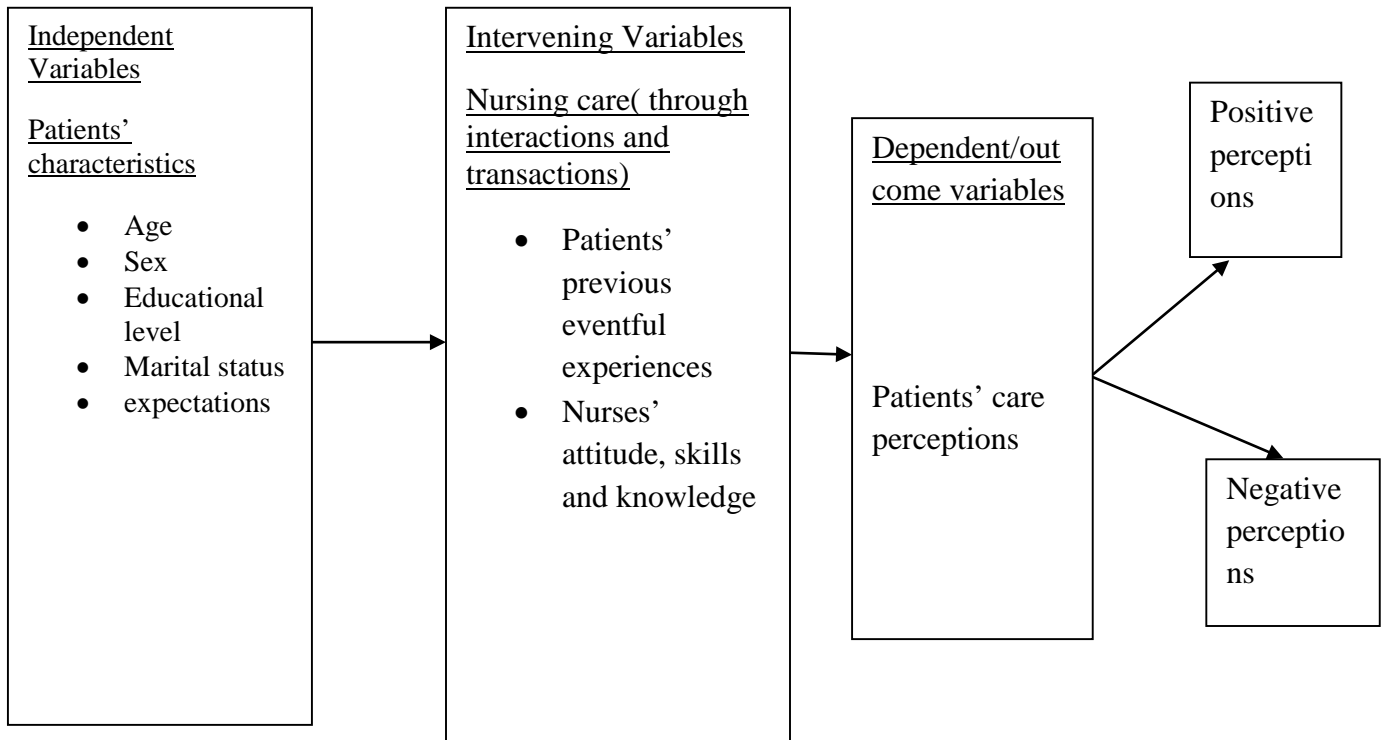 Independent
Variables
Patients’
characteristics
• Age
• Sex
• Educational
level
• Marital status
• expectations
Intervening Variables
Nursing care( through
interactions and
transactions)
• Patients’
previous
eventful
experiences
• Nurses’
attitude, skills
and knowledge
Dependent/out
come variables
Patients’ care
perceptions
Positive
percepti
ons
Negative
perceptio
ns